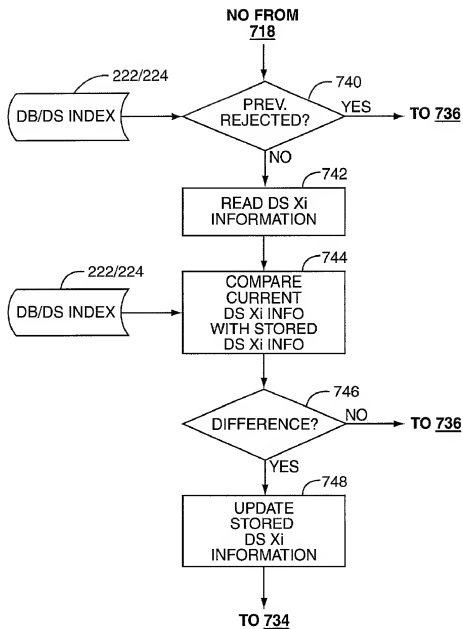 NO FROM
718
222/224
740
DB/DS INDEX
PREV.
REJECTED?
YES
TO 736
NO
742
READ DS Xi
INFORMATION
744
222/224
DB/DS INDEX
COMPARE
CURRENT
DS Xi INFO
WITH STORED
DS Xi INFO
746
DIFFERENCE?
NO
TO 736
YES
748
UPDATE
STORED
DS Xi
INFORMATION
TO 734